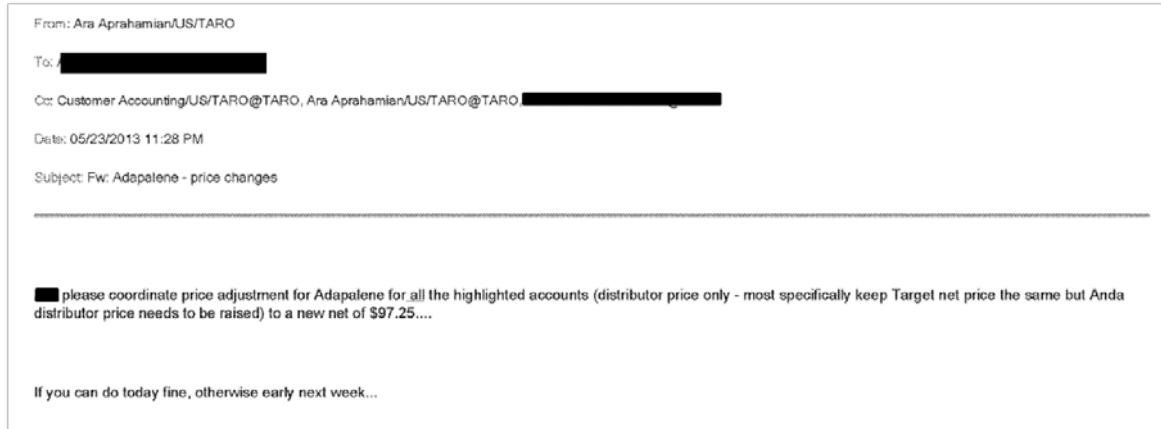 From: Ara Aprahamian/US/TARO
To:
Cc: Customer Accounting/US/TARO@TARO, Ara Aprahamian/US/TARO@TARO,
Date: 05/23/2013 11:28 PM
Subject: Fw: Adapalene - price changes
please coordinate price adjustment for Adapalene for all the highlighted accounts (distributor price only - most specifically keep Target net price the same but Anda
distributor price needs to be raised) to a new net of $97.25....
If you can do today fine, otherwise early next week...